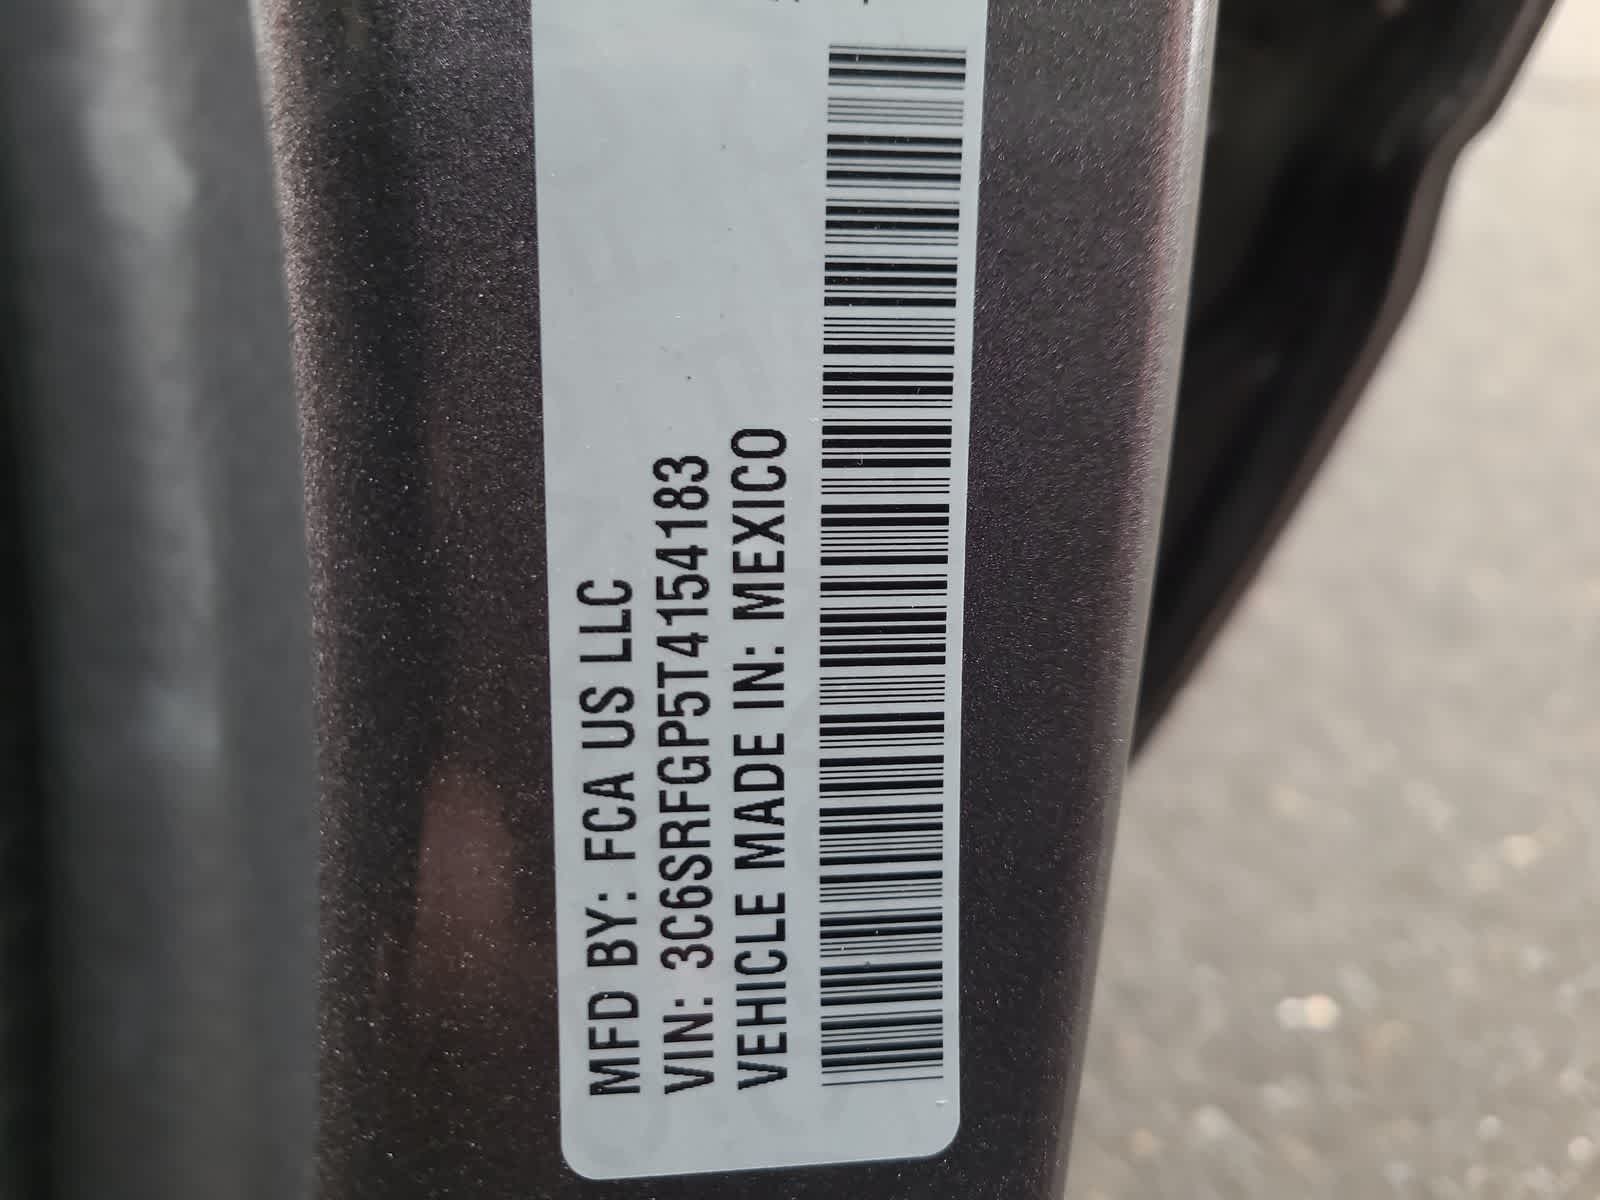 MFD BY: FCA US LLC
VIN: 3C6SRFGP5T4154183
VEHICLE MADE IN: MEXICO